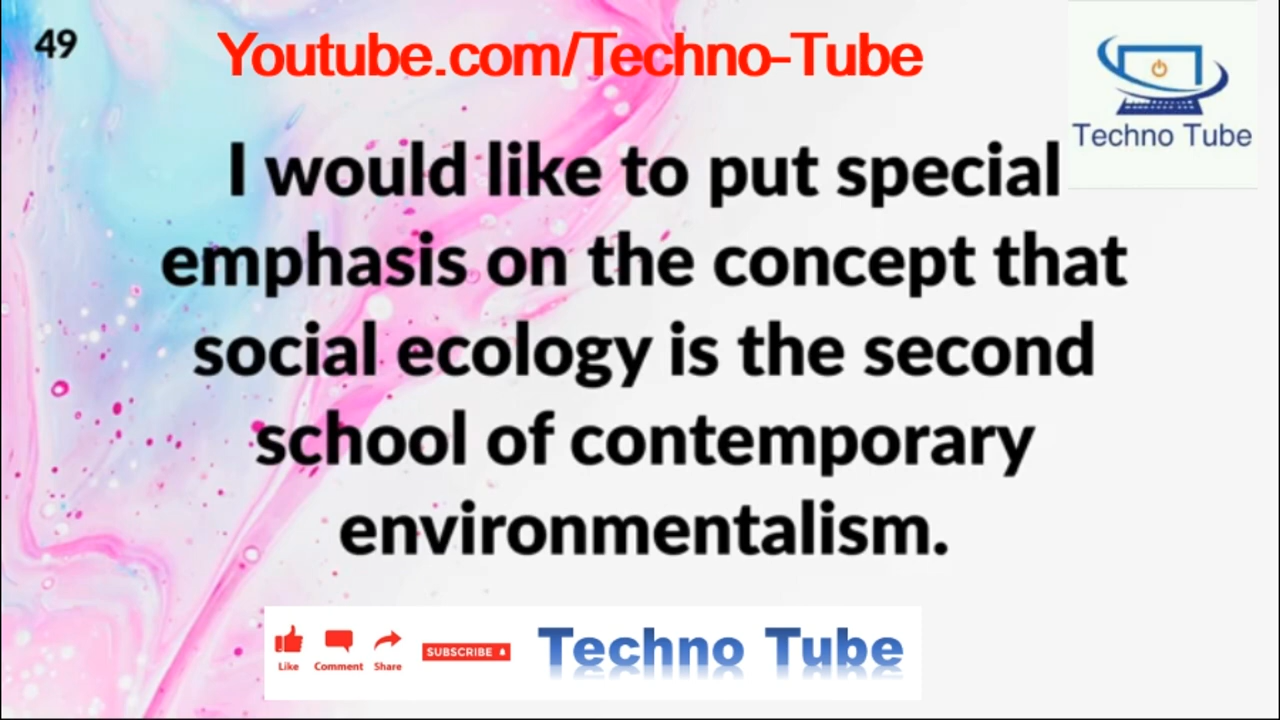 49
Youtube.com/Techno-Tube
Techno Tube
I would like to put special
emphasis on the concept that
social ecology is the second
school of contemporary
environmentalism.
Like Comment Share
SUBSCRIBE
Techno Tube